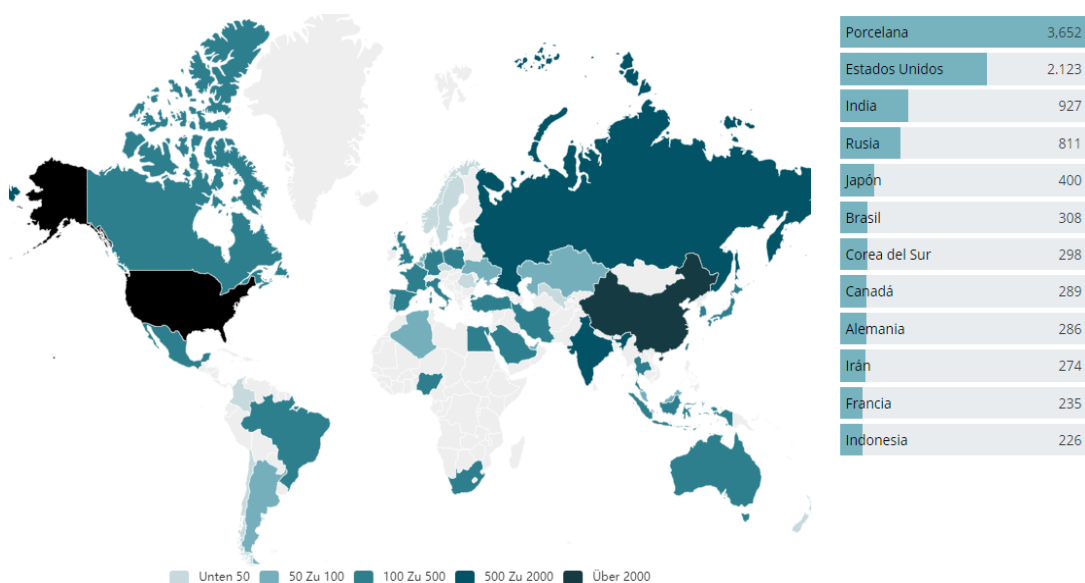 Porcelana 3,652
Estados Unidos 2.123
India 927
Rusia 811
Japón 400
Brasil 308
Corea del Sur 298
Canadá 289
Alemania 286
Irán 274
Francia 235
Indonesia 226
Unten 50 50 Zu 100 100 Zu 500 500 Zu 2000 Über 2000